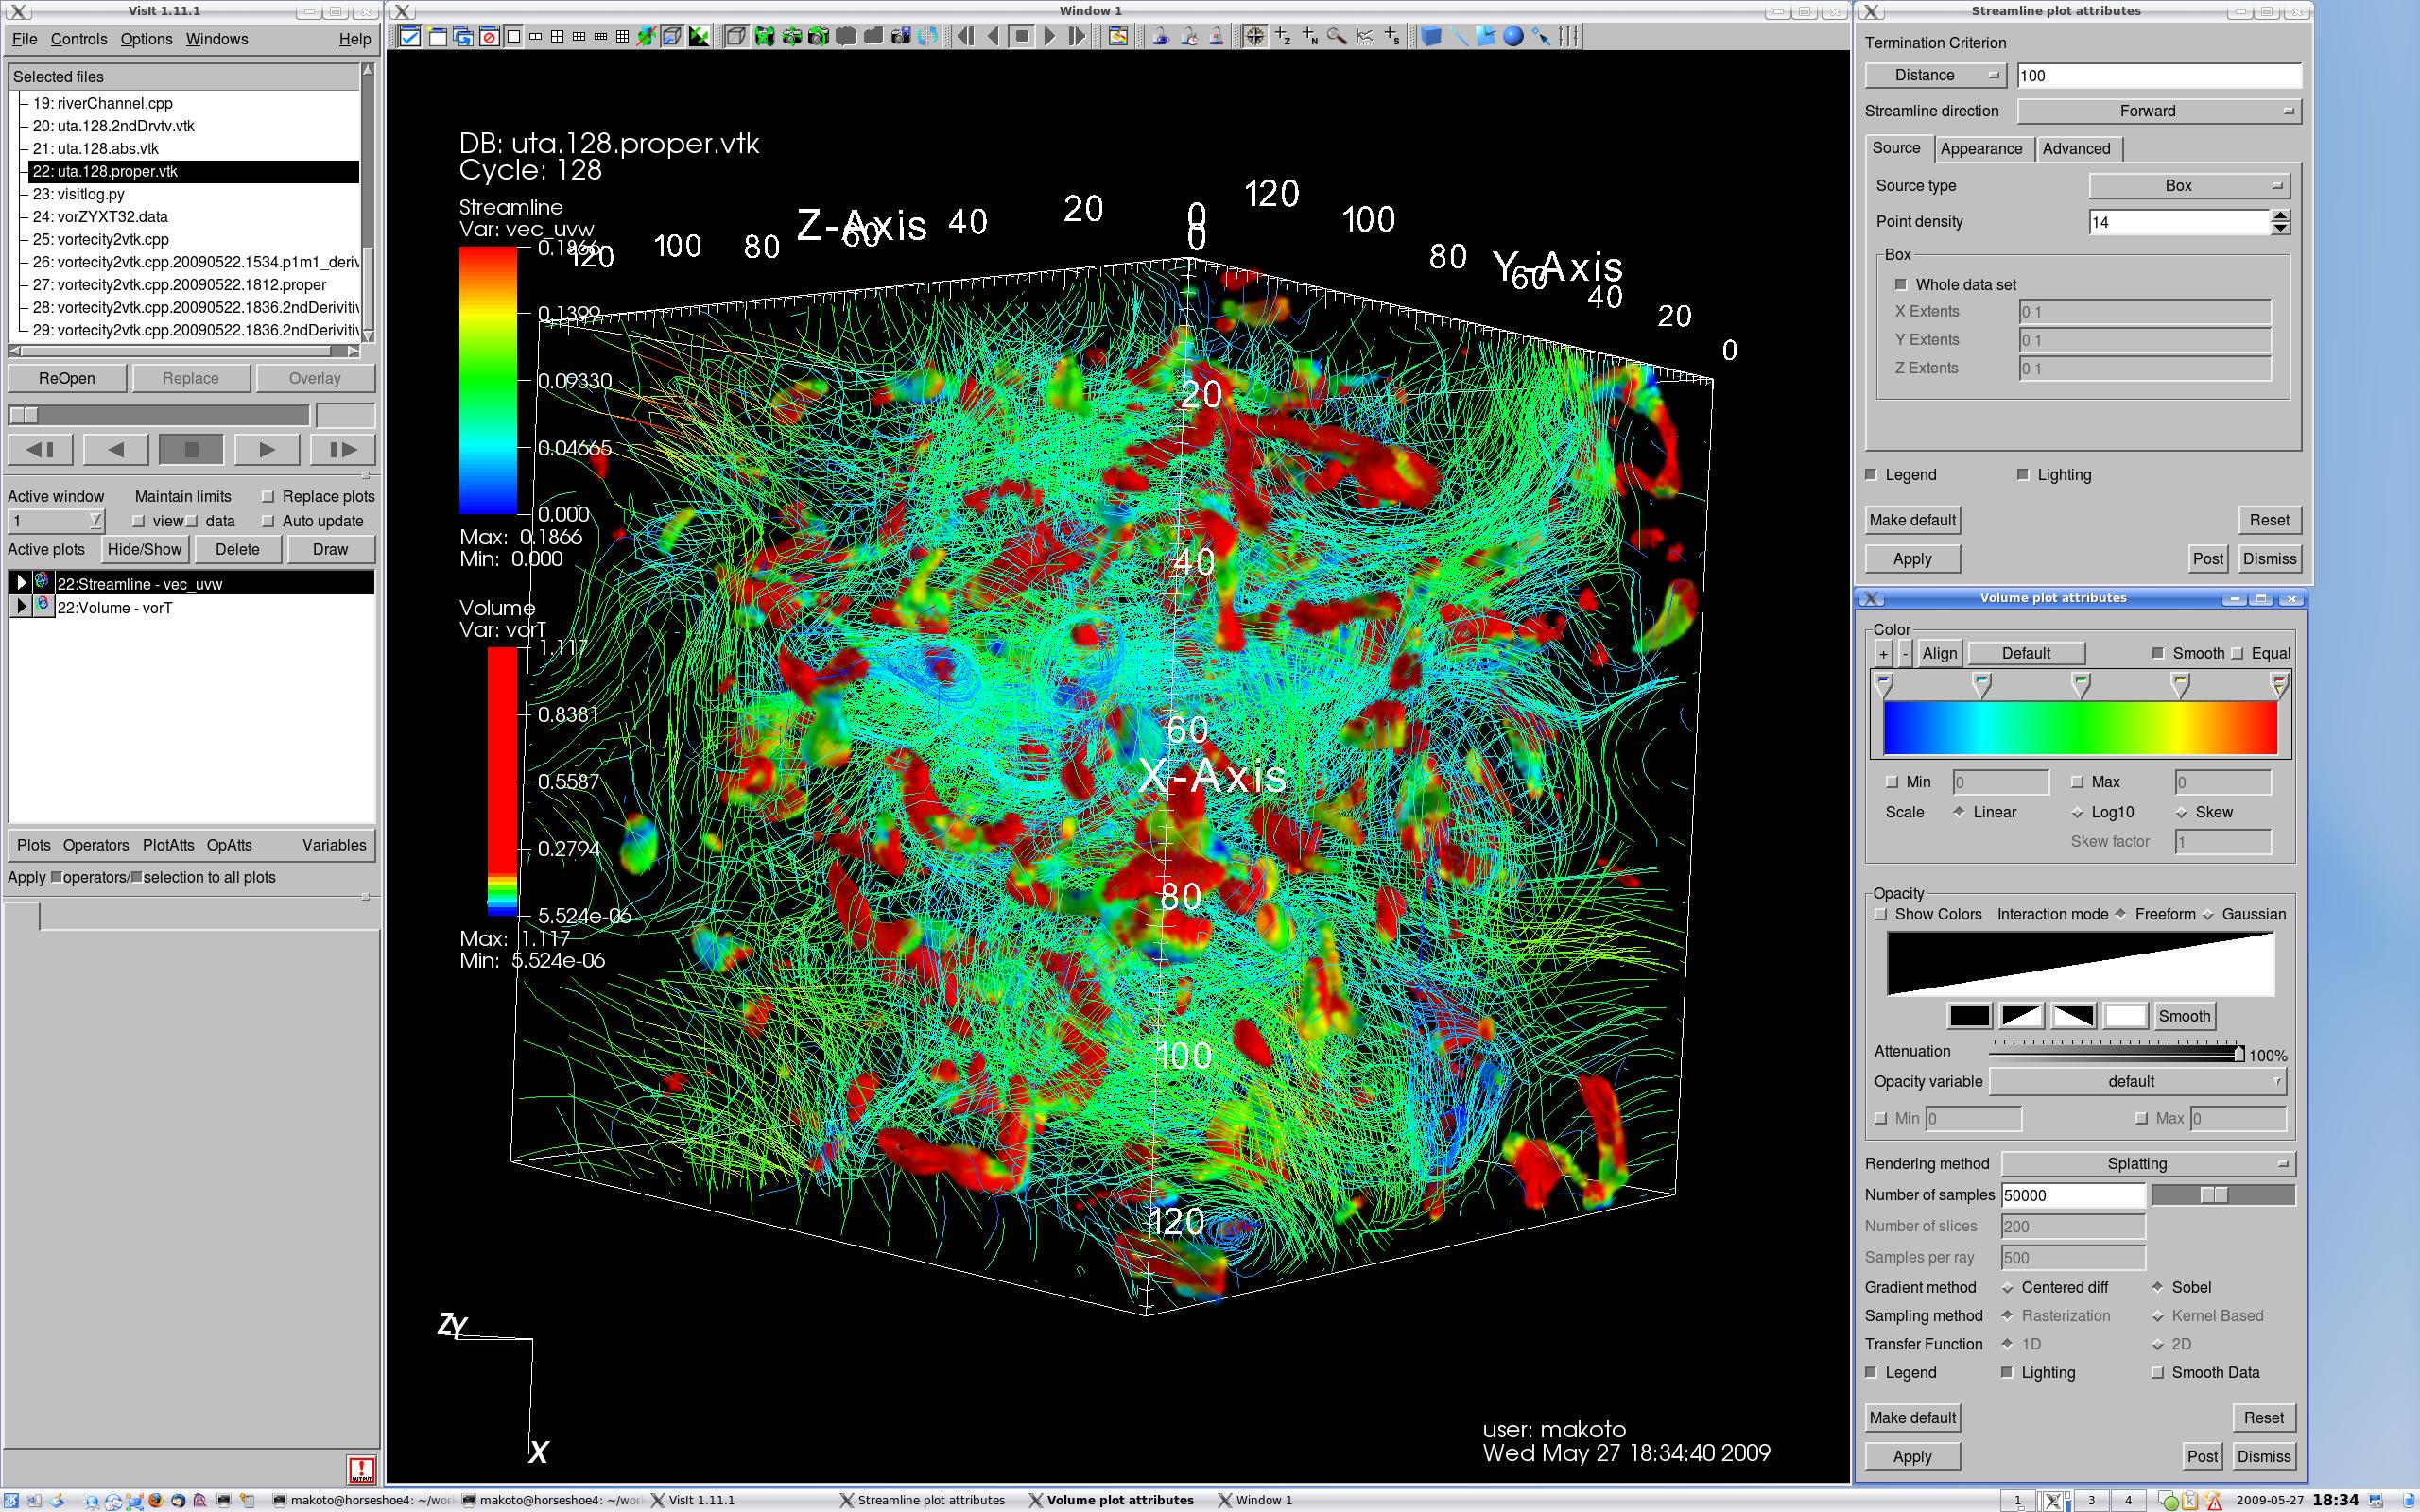 VisIt 1.11.1
File Controls Options Windows Help
Selected files
19: riverChannel.cpp
20: uta.128.2ndDrvtv.vtk
21: uta.128.abs.vtk
22: uta.128.proper.vtk
23: visitlog.py
24: vorZYXT32.data
25: vortecity2vtk.cpp
26: vortecity2vtk.cpp.20090522.1534.p1m1_deriv
27: vortecity2vtk.cpp.20090522.1812.proper
28: vortecity2vtk.cpp.20090522.1836.2ndDerivitiv
29: vortecity2vtk.cpp.20090522.1836.2ndDerivitiv
ReOpen Replace Overlay
Active window Maintain limits Replace plots
1 view data Auto update
Active plots Hide/Show Delete Draw
22:Streamline - vec_uvw
22:Volume - vorT
Plots Operators PlotAtts OpAtts Variables
Apply operators/ selection to all plots
Window 1
DB: uta.128.proper.vtk
Cycle: 128
Streamline
Var: vec_uvw
0.1866
0.1399
0.09330
0.04665
0.000
Max: 0.1866
Min: 0.000
Volume
Var: vorT
1.117
0.8381
0.5587
0.2794
5.524e-06
Max: 1.117
Min: 5.524e-06
Z-Axis
120 100 80 60 40 20 0
Y-Axis
120 100 80 60 40 20 0
X-Axis
0
20
40
60
80
100
120
ZY
X
user: makoto
Wed May 27 18:34:40 2009
Streamline plot attributes
Termination Criterion
Distance 100
Streamline direction Forward
Source Appearance Advanced
Source type Box
Point density 14
Box
Whole data set
X Extents 0 1
Y Extents 0 1
Z Extents 0 1
Legend Lighting
Make default Reset
Apply Post Dismiss
Volume plot attributes
Color
+ - Align Default Smooth Equal
Min 0 Max 0
Scale Linear Log10 Skew
Skew factor 1
Opacity
Show Colors Interaction mode Freeform Gaussian
Smooth
Attenuation 100%
Opacity variable default
Min 0 Max 0
Rendering method Splatting
Number of samples 50000
Number of slices 200
Samples per ray 500
Gradient method Centered diff Sobel
Sampling method Rasterization Kernel Based
Transfer Function 1D 2D
Legend Lighting Smooth Data
Make default Reset
Apply Post Dismiss
makoto@horseshoe4: ~/wor makoto@horseshoe4: ~/wor VisIt 1.11.1 Streamline plot attributes Volume plot attributes Window 1 1 3 4 2009-05-27 18:34